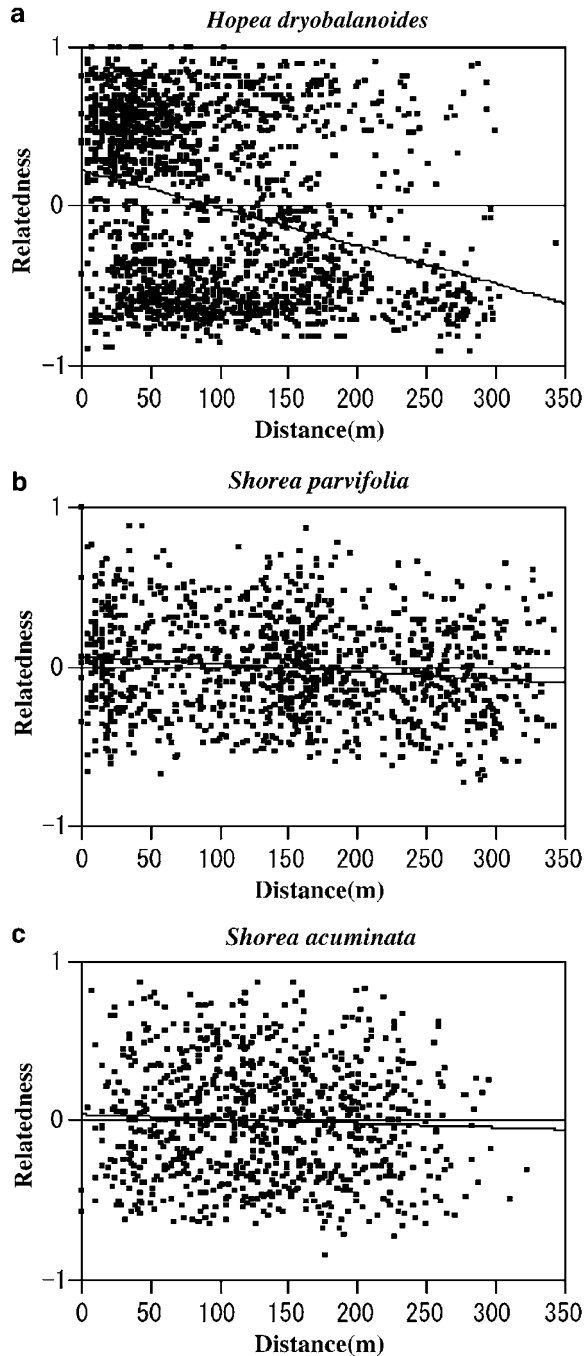 a
Hopea dryobalanoides
1
0
−1
Relatedness
0 50 100 150 200 250 300 350
Distance(m)
b
Shorea parvifolia
1
0
−1
Relatedness
0 50 100 150 200 250 300 350
Distance(m)
c
Shorea acuminata
1
0
−1
Relatedness
0 50 100 150 200 250 300 350
Distance(m)